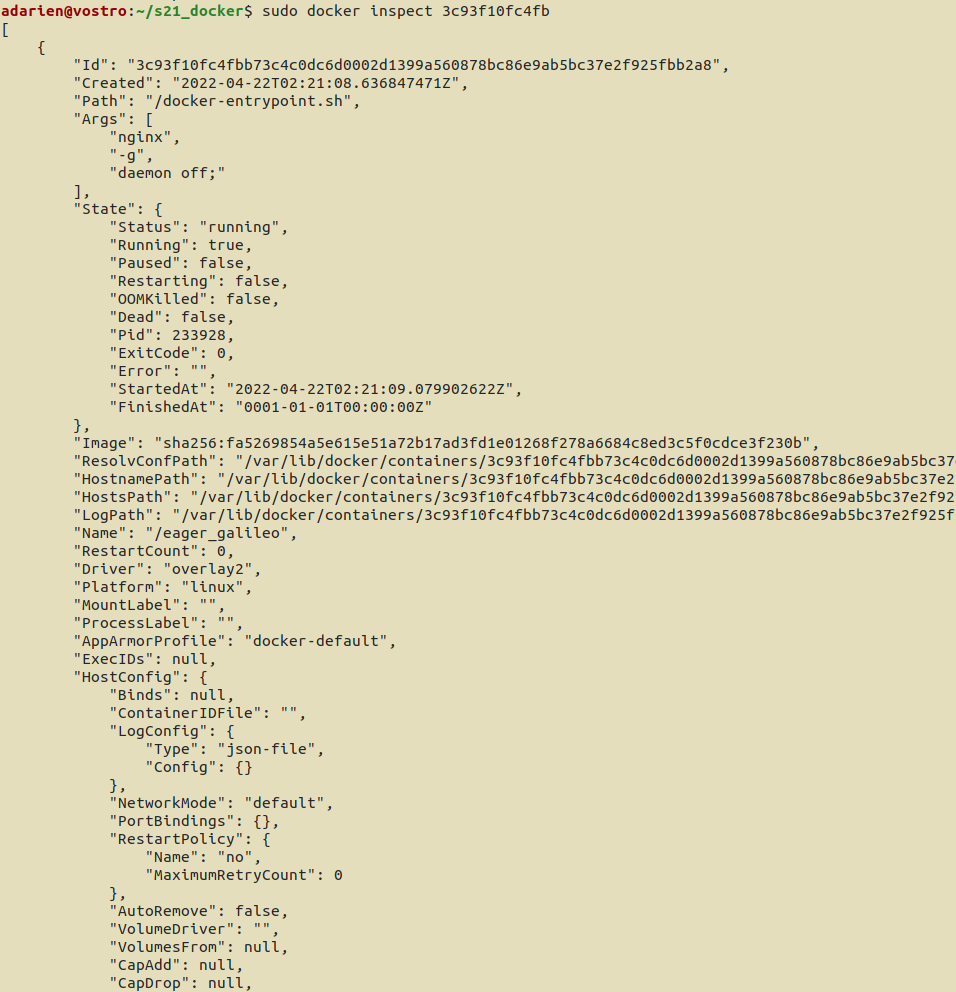 adarien@vostro:~/s21_docker$ sudo docker inspect 3c93f10fc4fb
[
    {
        "Id": "3c93f10fc4fbb73c4c0dc6d0002d1399a560878bc86e9ab5bc37e2f925fbb2a8",
        "Created": "2022-04-22T02:21:08.636847471Z",
        "Path": "/docker-entrypoint.sh",
        "Args": [
            "nginx",
            "-g",
            "daemon off;"
        ],
        "State": {
            "Status": "running",
            "Running": true,
            "Paused": false,
            "Restarting": false,
            "OOMKilled": false,
            "Dead": false,
            "Pid": 233928,
            "ExitCode": 0,
            "Error": "",
            "StartedAt": "2022-04-22T02:21:09.079902622Z",
            "FinishedAt": "0001-01-01T00:00:00Z"
        },
        "Image": "sha256:fa5269854a5e615e51a72b17ad3fd1e01268f278a6684c8ed3c5f0cdce3f230b",
        "ResolvConfPath": "/var/lib/docker/containers/3c93f10fc4fbb73c4c0dc6d0002d1399a560878bc86e9ab5bc37
        "HostnamePath": "/var/lib/docker/containers/3c93f10fc4fbb73c4c0dc6d0002d1399a560878bc86e9ab5bc37e2
        "HostsPath": "/var/lib/docker/containers/3c93f10fc4fbb73c4c0dc6d0002d1399a560878bc86e9ab5bc37e2f92
        "LogPath": "/var/lib/docker/containers/3c93f10fc4fbb73c4c0dc6d0002d1399a560878bc86e9ab5bc37e2f925f
        "Name": "/eager_galileo",
        "RestartCount": 0,
        "Driver": "overlay2",
        "Platform": "linux",
        "MountLabel": "",
        "ProcessLabel": "",
        "AppArmorProfile": "docker-default",
        "ExecIDs": null,
        "HostConfig": {
            "Binds": null,
            "ContainerIDFile": "",
            "LogConfig": {
                "Type": "json-file",
                "Config": {}
            },
            "NetworkMode": "default",
            "PortBindings": {},
            "RestartPolicy": {
                "Name": "no",
                "MaximumRetryCount": 0
            },
            "AutoRemove": false,
            "VolumeDriver": "",
            "VolumesFrom": null,
            "CapAdd": null,
            "CapDrop": null,